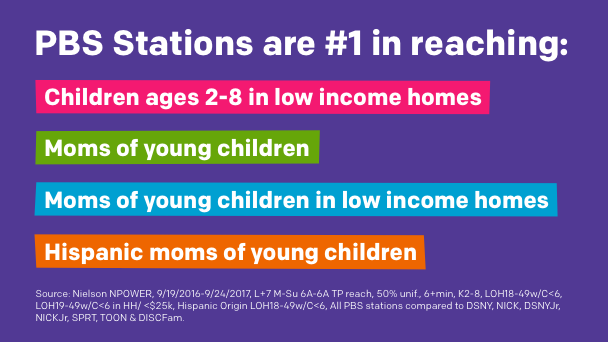 PBS Stations are #1 in reaching:
Children ages 2-8 in low income homes
Moms of young children
Moms of young children in low income homes
Hispanic moms of young children
Source: Nielson NPOWER, 9/19/2016-9/24/2017, L+7 M-Su 6A-6A TP reach, 50% unif., 6+min, K2-8, LOH18-49w/C<6,
LOH19-49w/C<6 in HH/ <$25k, Hispanic Origin LOH18-49w/C<6, All PBS stations compared to DSNY, NICK, DSNYJr,
NICKJr, SPRT, TOON & DISCFam.